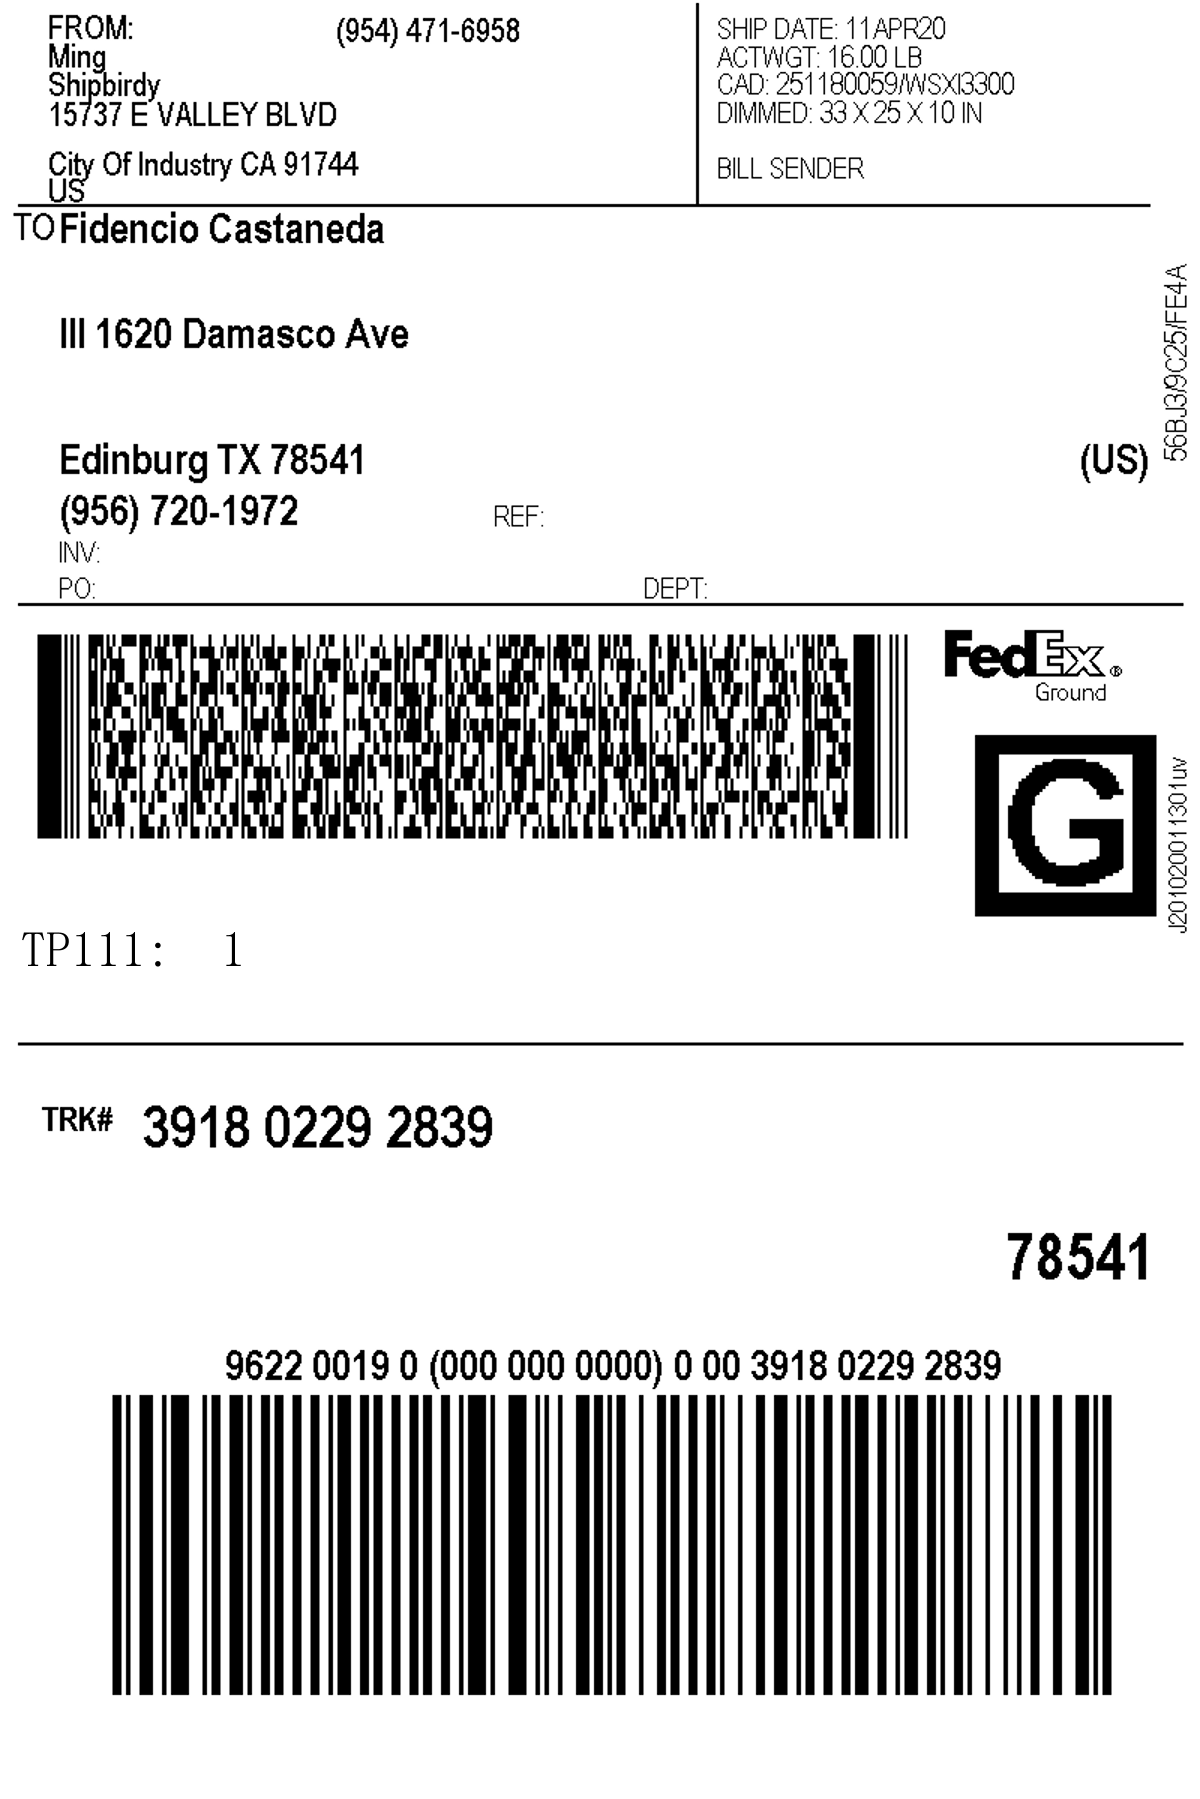 FROM: (954) 471-6958
Ming
Shipbirdy
15737 E VALLEY BLVD
City Of Industry CA 91744
US
SHIP DATE: 11APR20
ACTWGT: 16.00 LB
CAD: 251180059/WSXI3300
DIMMED: 33 X 25 X 10 IN
BILL SENDER
TO Fidencio Castaneda
III 1620 Damasco Ave
Edinburg TX 78541 (US)
(956) 720-1972 REF:
INV:
PO: DEPT:
56BJ3/9C25/FE4A
FedEx®
Ground
G
J201020011301uv
TP111: 1
TRK# 3918 0229 2839
78541
9622 0019 0 (000 000 0000) 0 00 3918 0229 2839